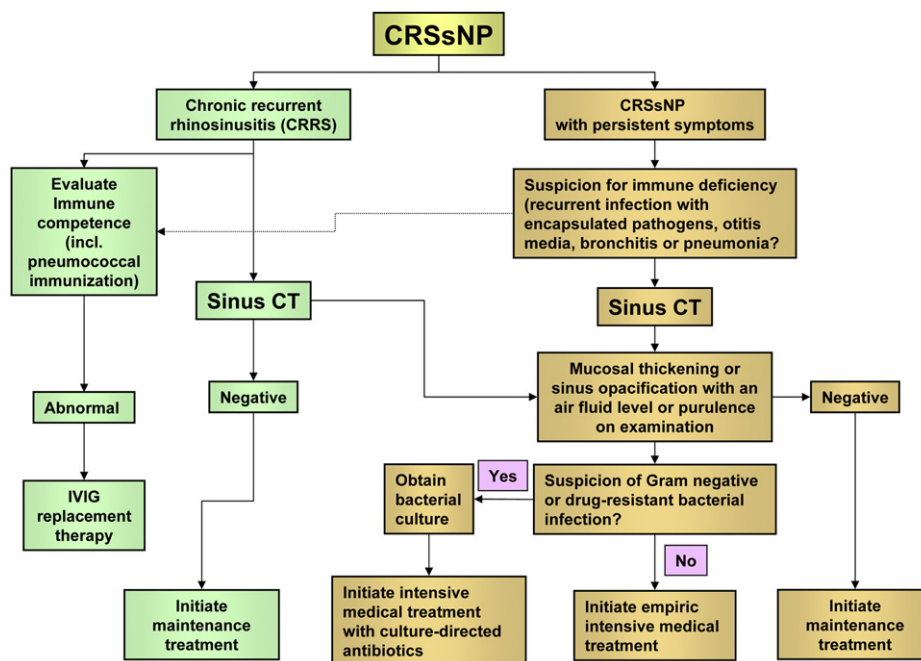 CRSsNP
Chronic recurrent
rhinosinusitis (CRRS)
CRSsNP
with persistent symptoms
Evaluate
Immune
competence
(incl.
pneumococcal
immunization)
Suspicion for immune deficiency
(recurrent infection with
encapsulated pathogens, otitis
media, bronchitis or pneumonia?
Sinus CT
Sinus CT
Abnormal
Negative
Mucosal thickening or
sinus opacification with an
air fluid level or purulence
on examination
Negative
IVIG
replacement
therapy
Obtain
bacterial
culture
Yes
Suspicion of Gram negative
or drug-resistant bacterial
infection?
No
Initiate
maintenance
treatment
Initiate intensive
medical treatment
with culture-directed
antibiotics
Initiate empiric
intensive medical
treatment
Initiate
maintenance
treatment